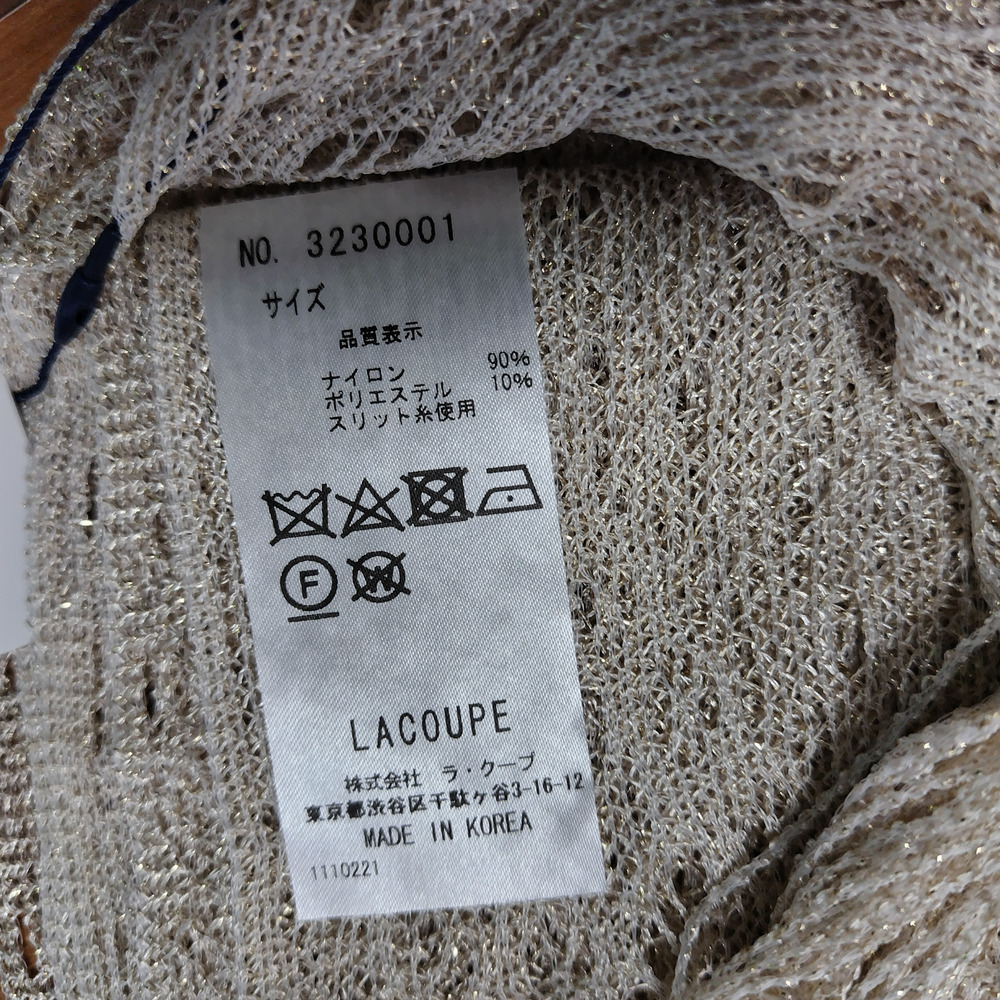 NO. 3230001
サイズ
品質表示
ナイロン 90%
ポリエステル 10%
スリット糸使用
F W
LACOUPE
株式会社 ラ・クープ
東京都渋谷区千駄ヶ谷3-16-12
MADE IN KOREA
1110221